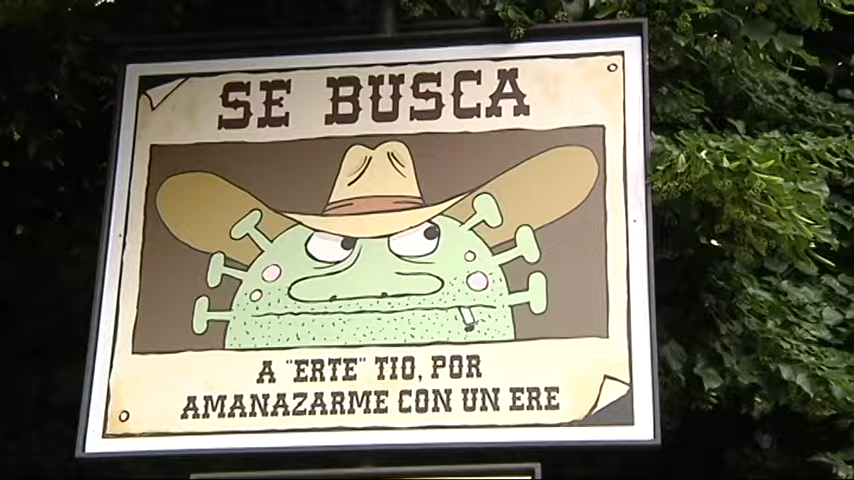 SE BUSCA
A "ERTE" TIO, POR
AMANAZARME CON UN ERE